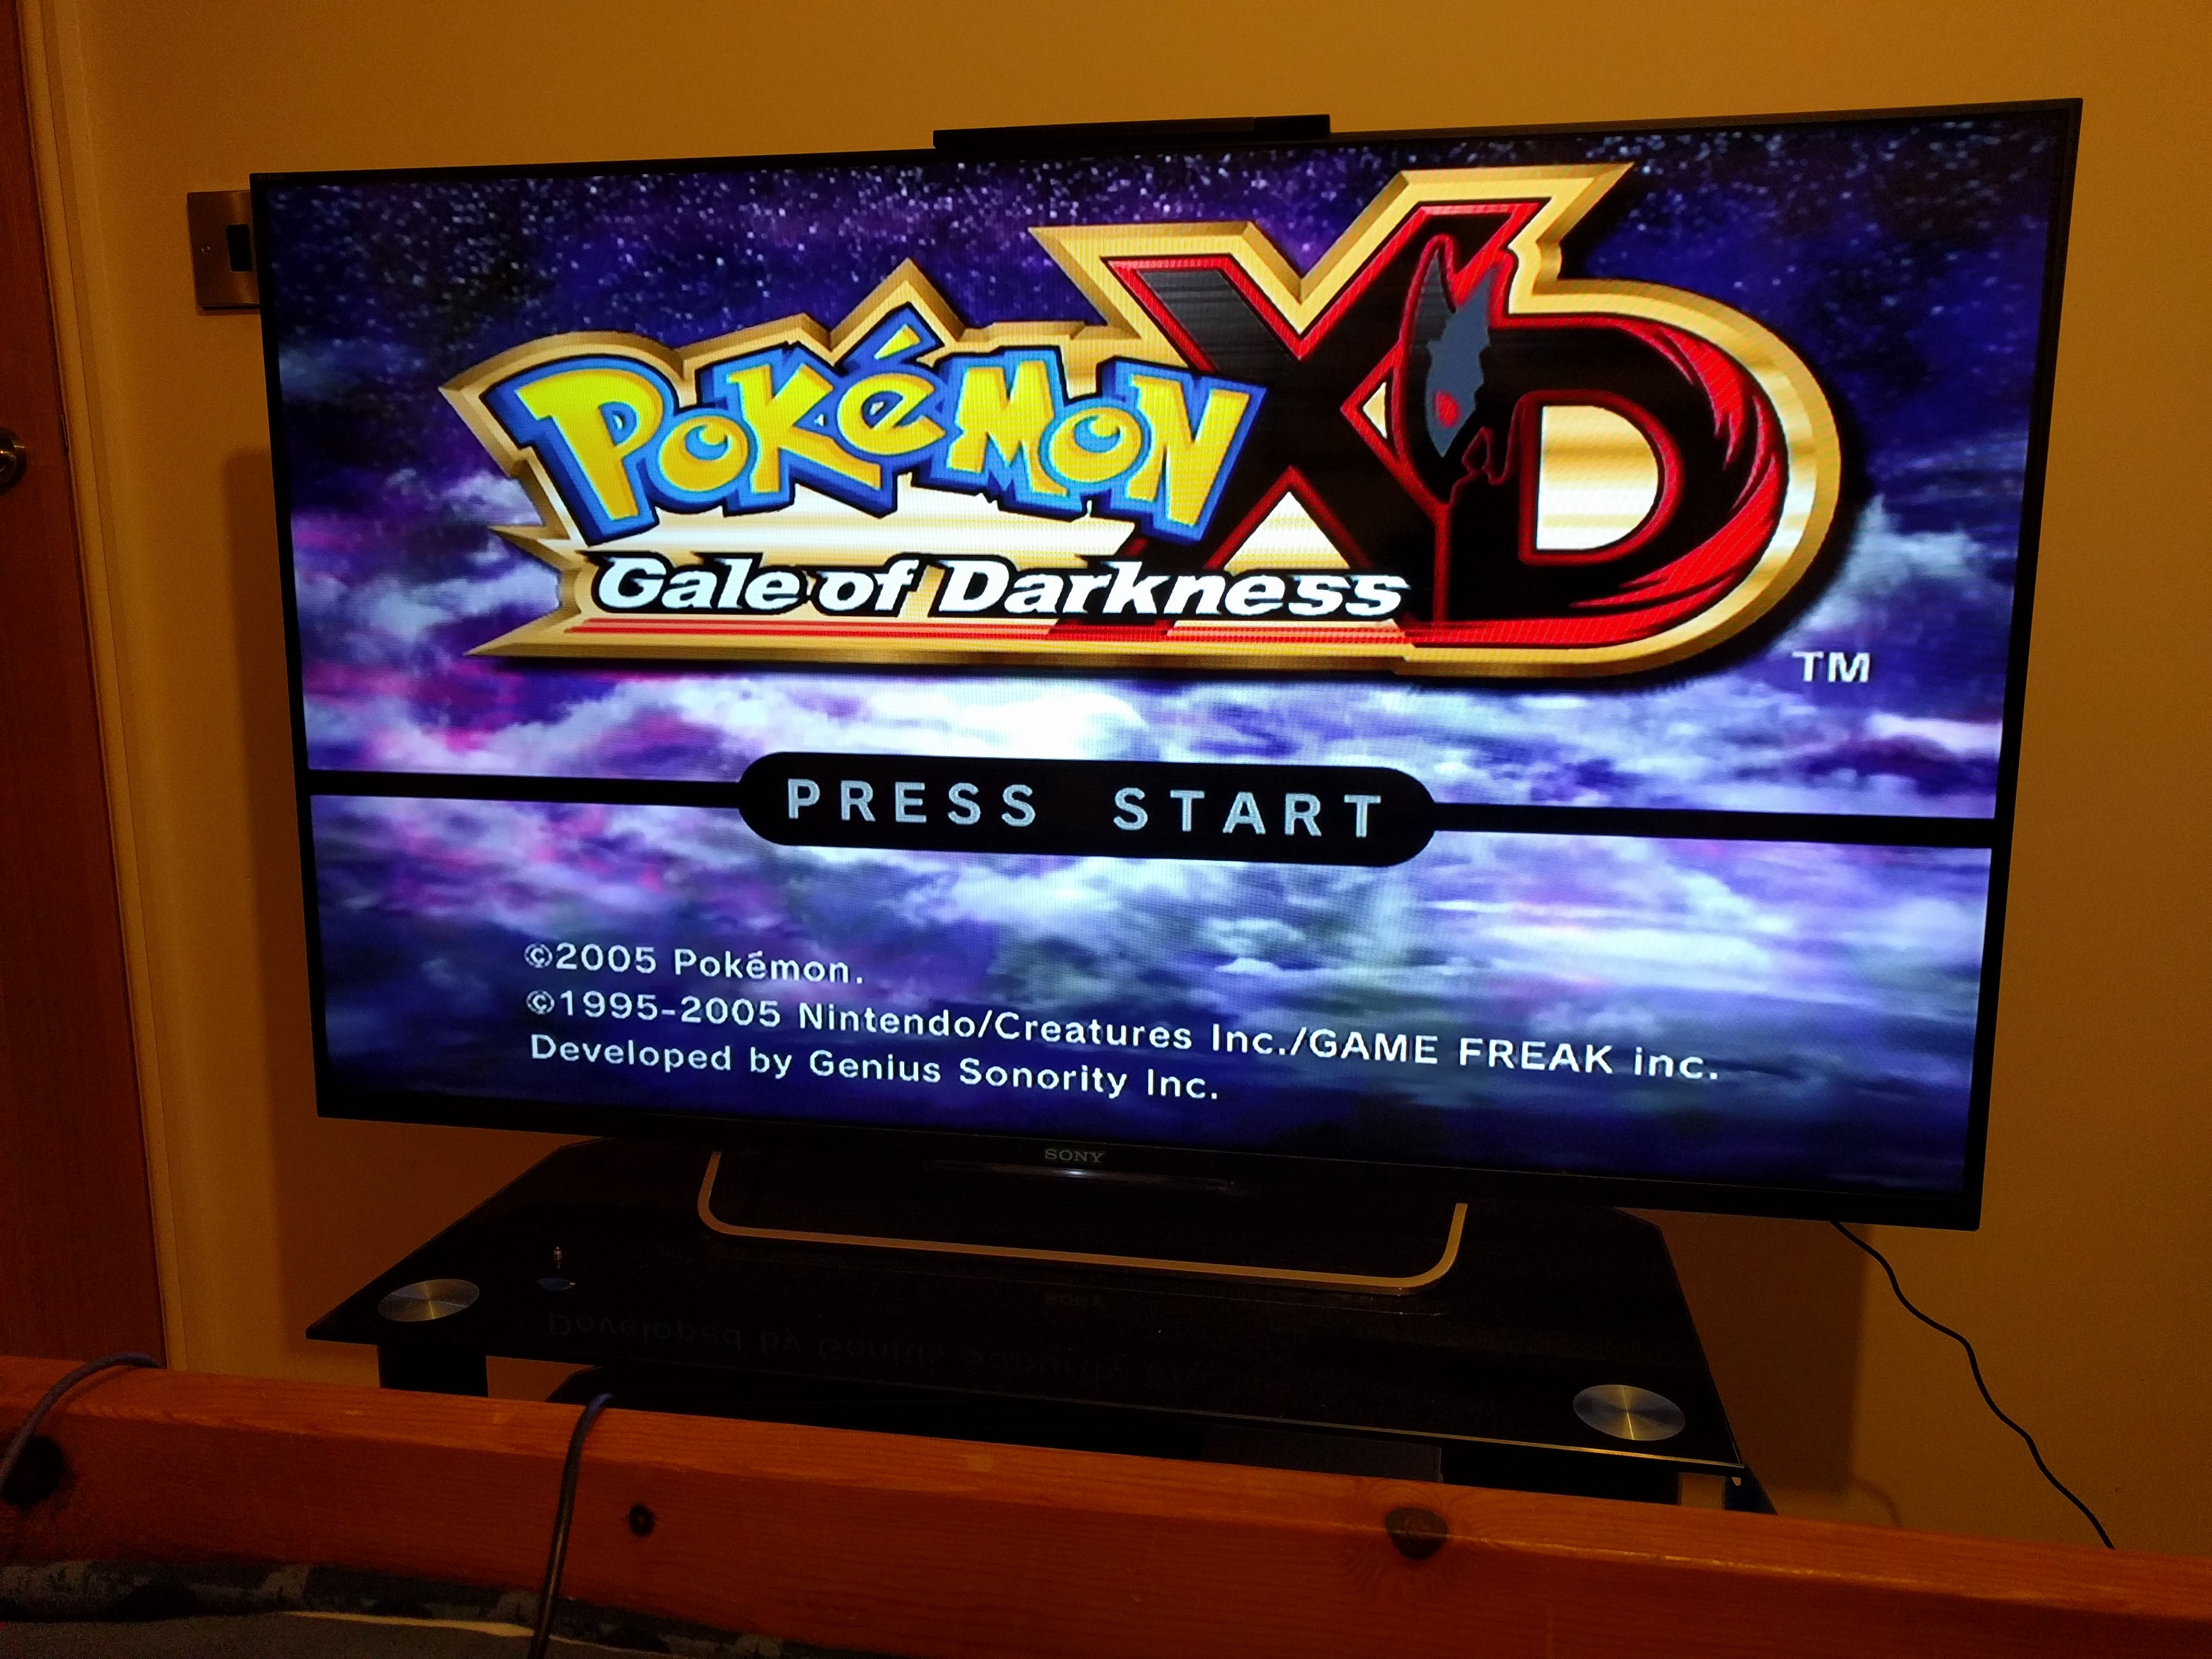 Pokémon XD
Gale of Darkness
TM
PRESS START
©2005 Pokémon.
©1995-2005 Nintendo/Creatures Inc./GAME FREAK inc.
Developed by Genius Sonority Inc.
SONY